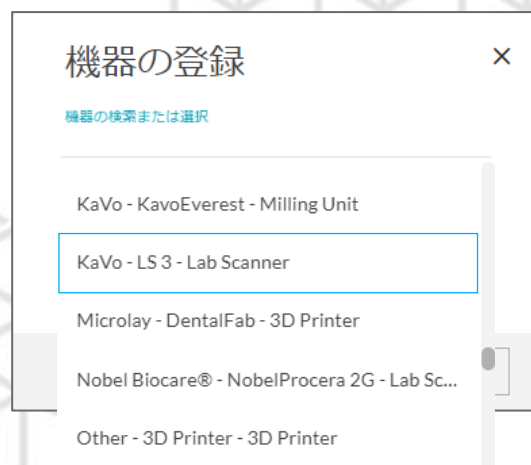 機器の登録
×
機器の検索または選択
KaVo - KavoEverest - Milling Unit
KaVo - LS 3 - Lab Scanner
Microlay - DentalFab - 3D Printer
Nobel Biocare® - NobelProcera 2G - Lab Sc...
Other - 3D Printer - 3D Printer